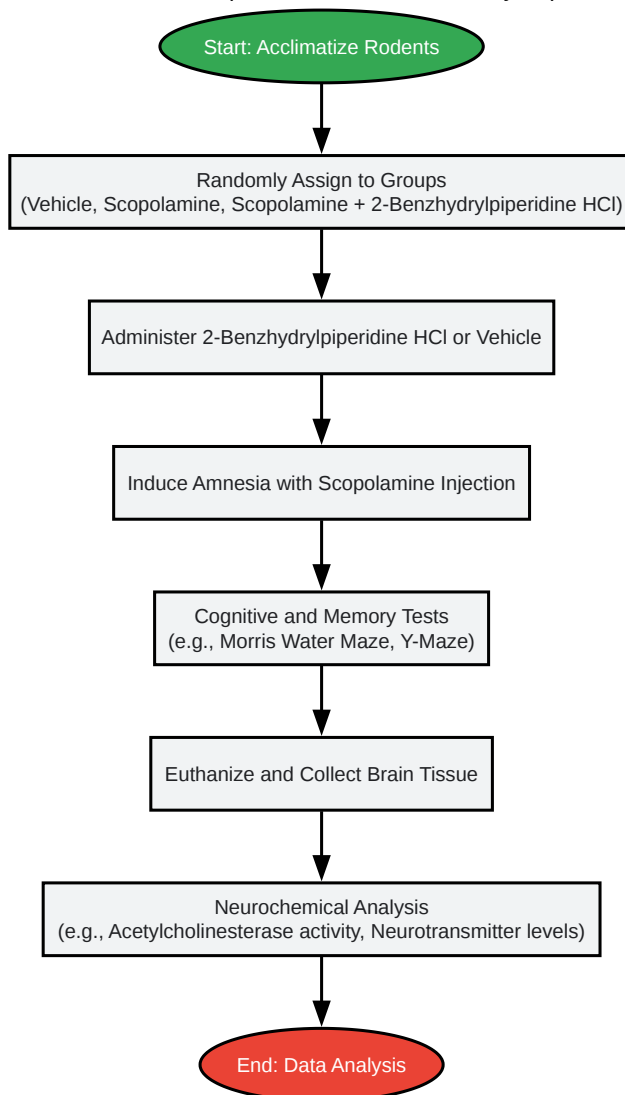 Start: Acclimatize Rodents
Randomly Assign to Groups
(Vehicle, Scopolamine, Scopolamine + 2-Benzhydrylpiperidine HCl)
Administer 2-Benzhydrylpiperidine HCl or Vehicle
Induce Amnesia with Scopolamine Injection
Cognitive and Memory Tests
(e.g., Morris Water Maze, Y-Maze)
Euthanize and Collect Brain Tissue
Neurochemical Analysis
(e.g., Acetylcholinesterase activity, Neurotransmitter levels)
End: Data Analysis